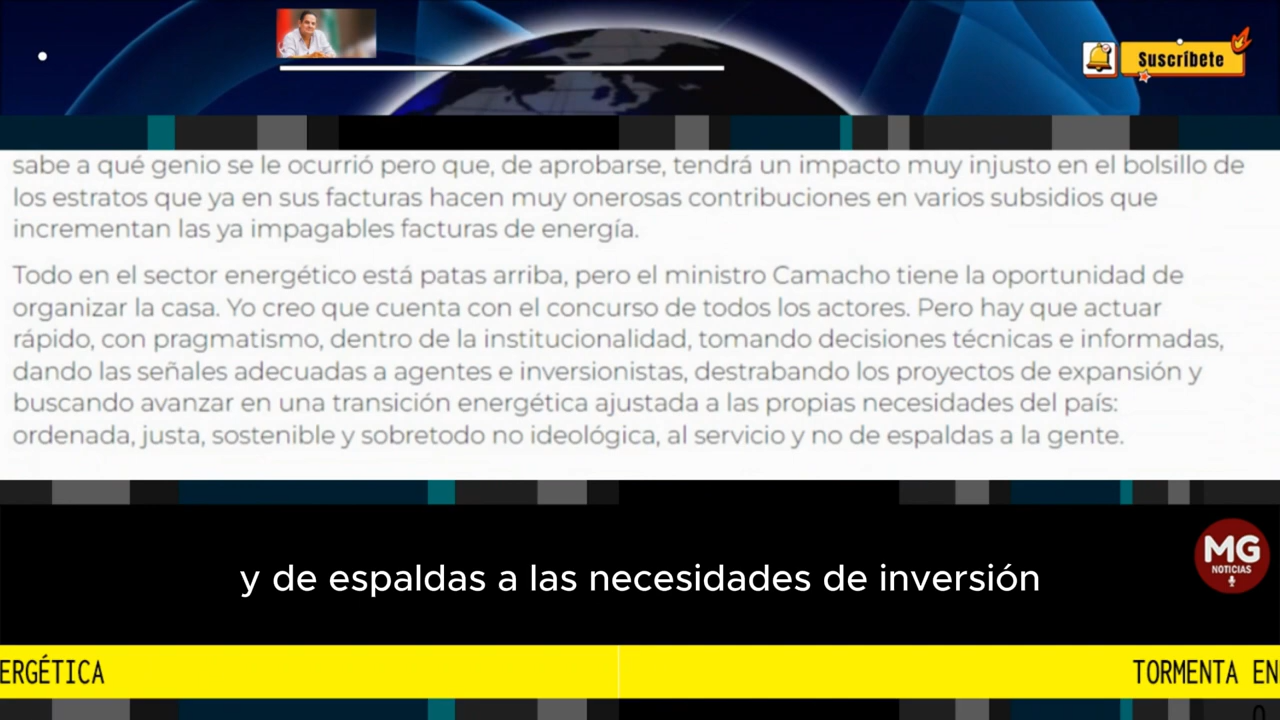 Suscríbete
sabe a qué genio se le ocurrió pero que, de aprobarse, tendrá un impacto muy injusto en el bolsillo de
los estratos que ya en sus facturas hacen muy onerosas contribuciones en varios subsidios que
incrementan las ya impagables facturas de energía.
Todo en el sector energético está patas arriba, pero el ministro Camacho tiene la oportunidad de
organizar la casa. Yo creo que cuenta con el concurso de todos los actores. Pero hay que actuar
rápido, con pragmatismo, dentro de la institucionalidad, tomando decisiones técnicas e informadas,
dando las señales adecuadas a agentes e inversionistas, destrabando los proyectos de expansión y
buscando avanzar en una transición energética ajustada a las propias necesidades del país:
ordenada, justa, sostenible y sobretodo no ideológica, al servicio y no de espaldas a la gente.
MG
NOTICIAS
y de espaldas a las necesidades de inversión
ERGÉTICA
TORMENTA EN